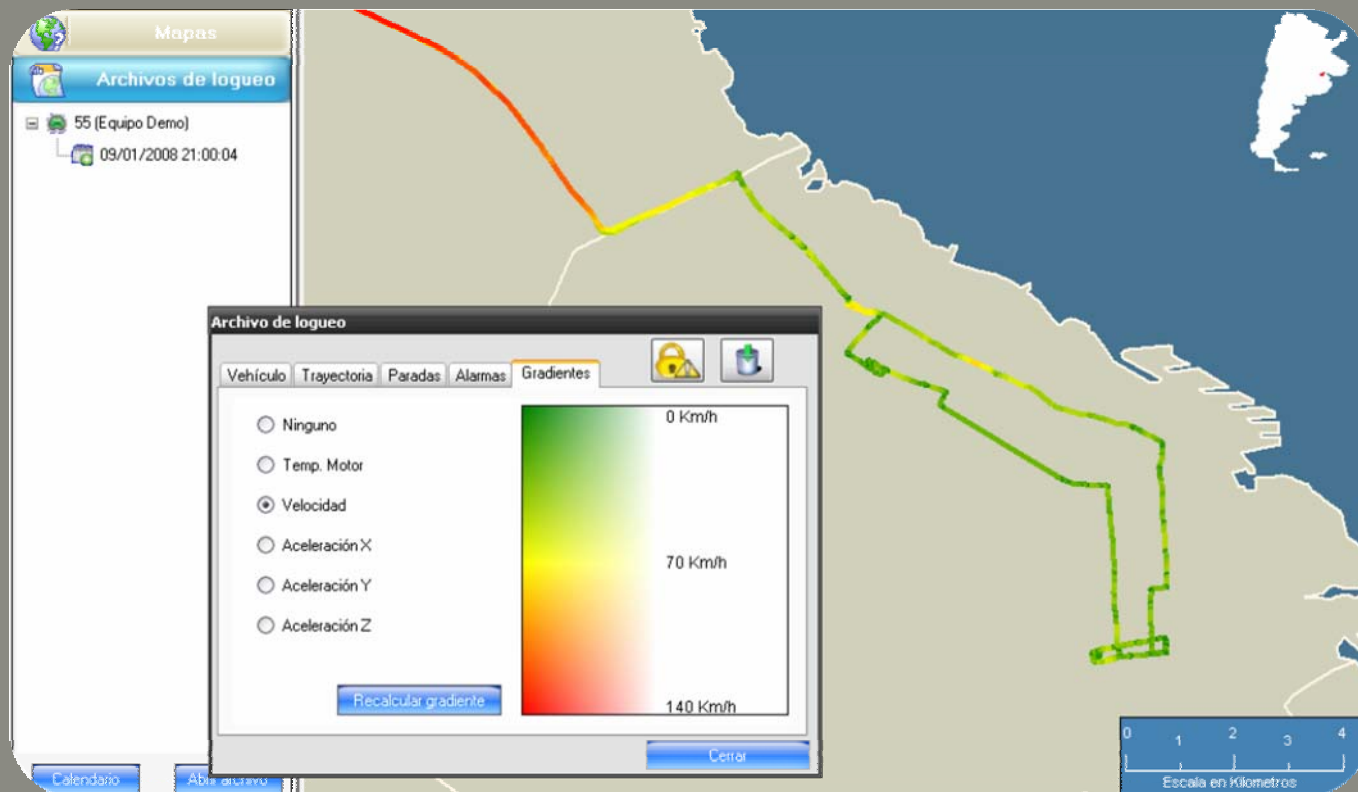 Mapas
Archivos de logueo
55 (Equipo Demo)
09/01/2008 21:00:04
Archivo de logueo
Vehículo Trayectoria Paradas Alarmas Gradientes
Ninguno
Temp. Motor
Velocidad
Aceleración X
Aceleración Y
Aceleración Z
0 Km/h
70 Km/h
140 Km/h
Recalcular gradiente
Cerrar
Calendario
Abrir archivo
0 1 2 3 4
Escala en Kilometros